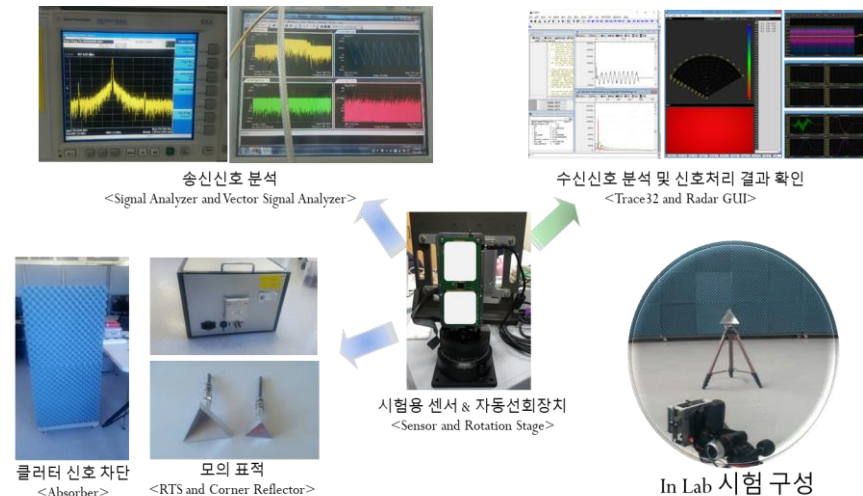 송신신호 분석
<Signal Analyzer and Vector Signal Analyzer>
수신신호 분석 및 신호처리 결과 확인
<Trace32 and Radar GUI>
시험용 센서 & 자동선회장치
<Sensor and Rotation Stage>
클러터 신호 차단
<Absorber>
모의 표적
<RTS and Corner Reflector>
In Lab 시험 구성